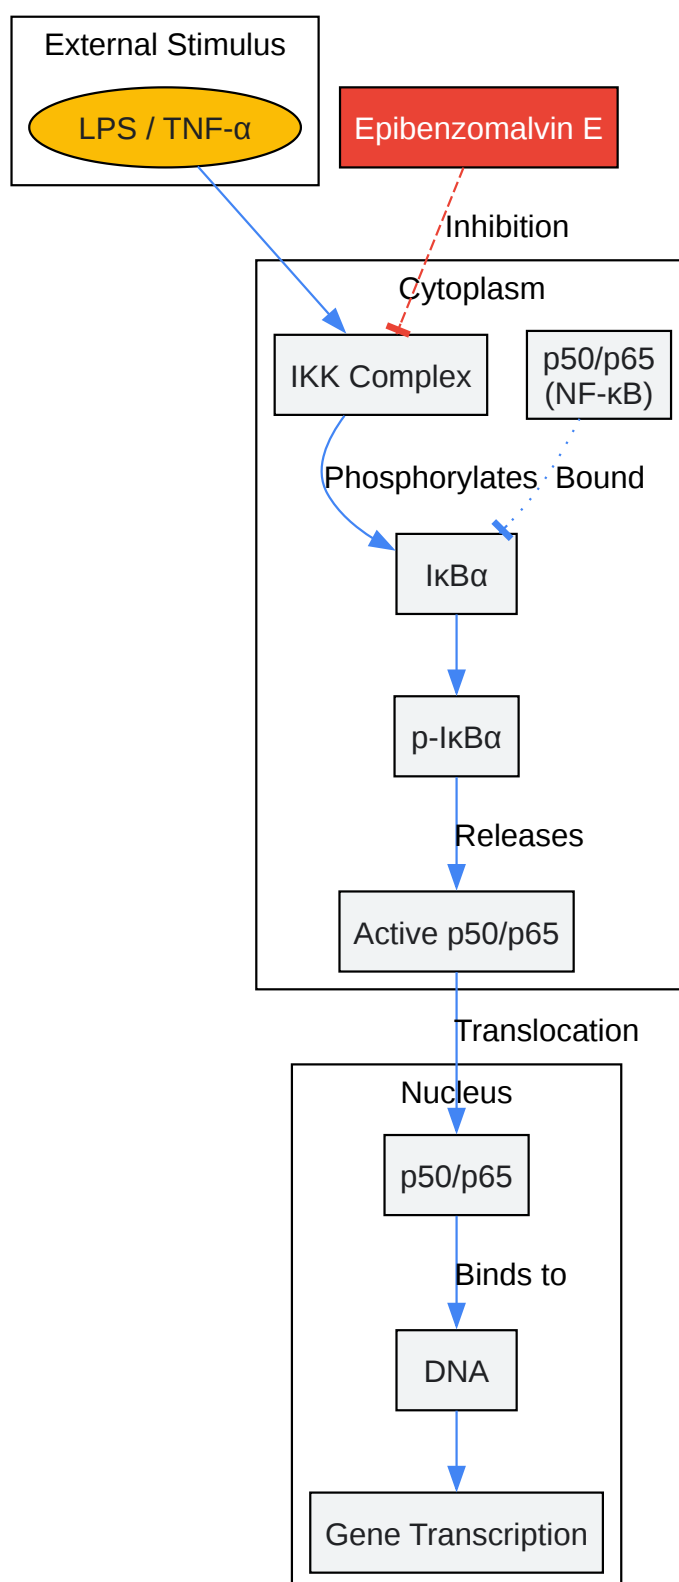 External Stimulus
LPS / TNF-α
Epibenzomalvin E
Inhibition
Cytoplasm
IKK Complex
p50/p65
(NF-κB)
Phosphorylates
Bound
IκBα
p-IκBα
Releases
Active p50/p65
Translocation
Nucleus
p50/p65
Binds to
DNA
Gene Transcription